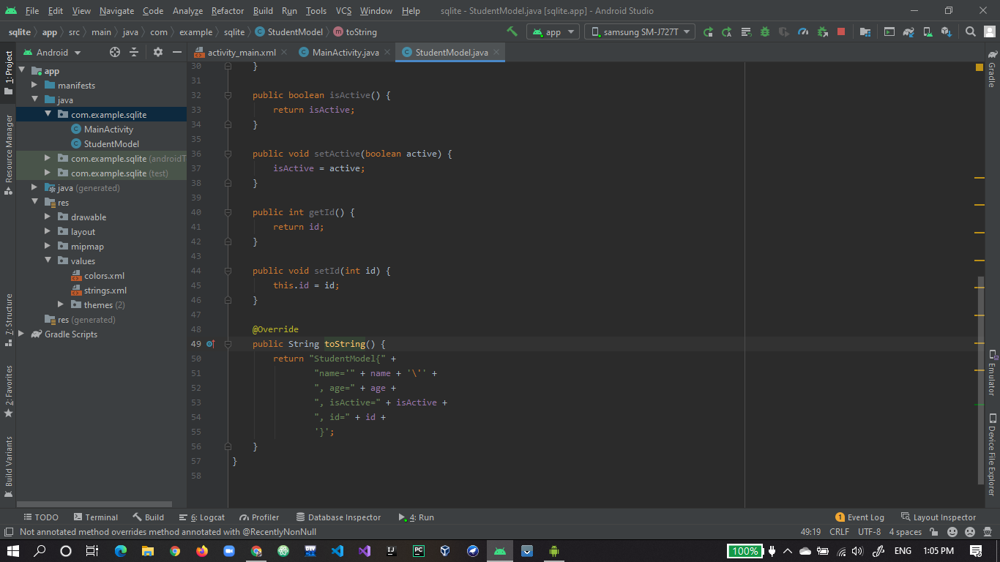 File Edit View Navigate Code Analyze Refactor Build Run Tools VCS Window Help sqlite - StudentModel.java [sqlite.app] - Android Studio
sqlite app src main java com example sqlite StudentModel toString app samsung SM-J727T
Android
activity_main.xml MainActivity.java StudentModel.java
1: Project
Resource Manager
7: Structure
2: Favorites
Build Variants
app
manifests
java
com.example.sqlite
MainActivity
StudentModel
com.example.sqlite (androidT
com.example.sqlite (test)
java (generated)
res
drawable
layout
mipmap
values
colors.xml
strings.xml
themes (2)
res (generated)
Gradle Scripts
30 }
31
32 public boolean isActive() {
33 return isActive;
34 }
35
36 public void setActive(boolean active) {
37 isActive = active;
38 }
39
40 public int getId() {
41 return id;
42 }
43
44 public void setId(int id) {
45 this.id = id;
46 }
47
48 @Override
49 public String toString() {
50 return "StudentModel{" +
51 "name='" + name + '\'' +
52 ", age=" + age +
53 ", isActive=" + isActive +
54 ", id=" + id +
55 '}';
56 }
57 }
58
Gradle
Emulator
Device File Explorer
TODO Terminal Build 6: Logcat Profiler Database Inspector 4: Run 1 Event Log Layout Inspector
Not annotated method overrides method annotated with @RecentlyNonNull 49:19 CRLF UTF-8 4 spaces
100% ENG 1:05 PM